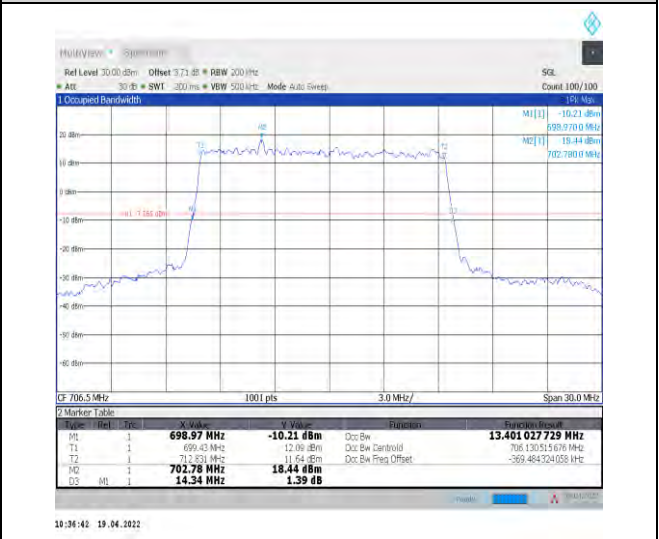 MultiView Spectrum
Ref Level 30.00 dBm Offset 3.71 dB RBW 200 kHz SGL
Att 30 dB SWT 200 ms VBW 500 kHz Mode Auto Sweep Count 100/100
1 Occupied Bandwidth 1Pk Max
M1[1] -10.21 dBm
698.9700 MHz
M2[1] 18.44 dBm
702.7800 MHz
20 dBm
M2
T1
T2
10 dBm
0 dBm
M1
D3
-10 dBm
-20 dBm
-30 dBm
-40 dBm
-50 dBm
-60 dBm
CF 706.5 MHz 1001 pts 3.0 MHz/ Span 30.0 MHz
2 Marker Table
Type Ref Trc X-Value Y-Value Function Function Result
M1 1 698.97 MHz -10.21 dBm Occ Bw 13.401 027 729 MHz
T1 1 699.43 MHz 12.09 dBm Occ Bw Centroid 706.130 515 676 MHz
T2 1 712.831 MHz 11.64 dBm Occ Bw Freq Offset -369.484 324 058 kHz
M2 1 702.78 MHz 18.44 dBm
D3 M1 1 14.34 MHz 1.39 dB
10:36:42 19.04.2022